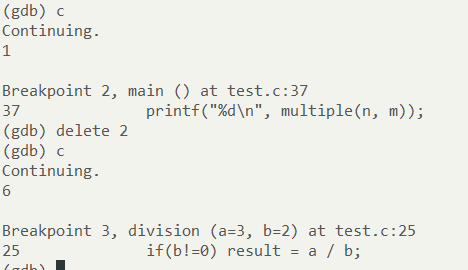 (gdb) c
Continuing.
1

Breakpoint 2, main () at test.c:37
37              printf("%d\n", multiple(n, m));
(gdb) delete 2
(gdb) c
Continuing.
6

Breakpoint 3, division (a=3, b=2) at test.c:25
25              if(b!=0) result = a / b;
(gdb)